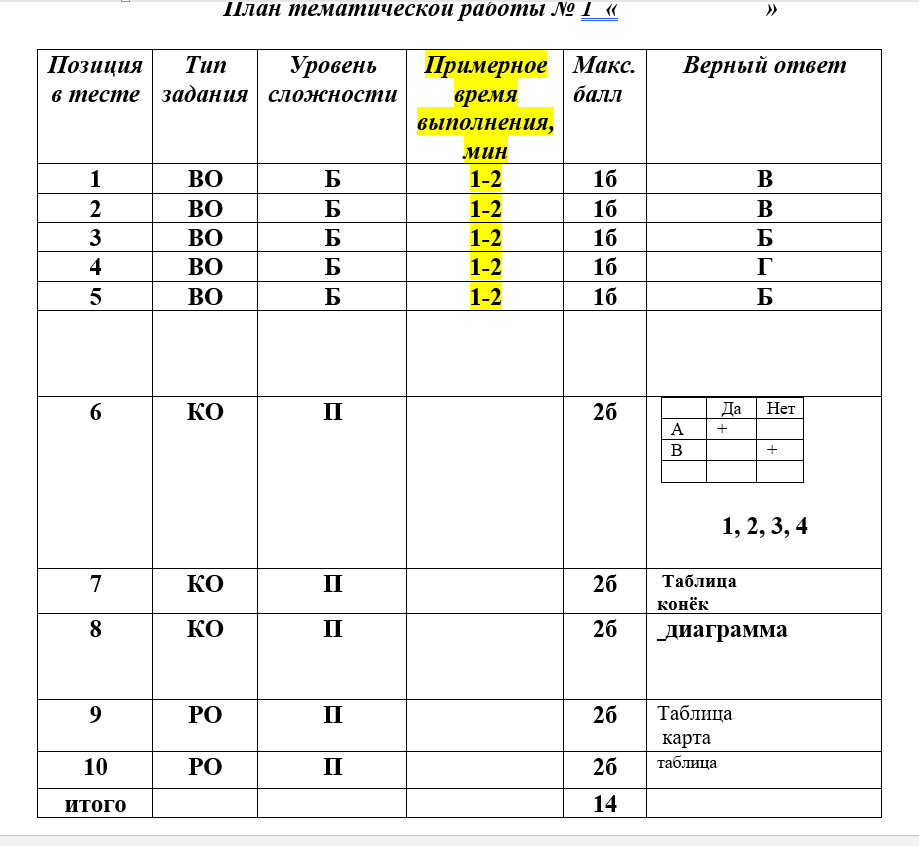 План тематической работы № 1 « »
Позиция в тесте Тип задания Уровень сложности Примерное время выполнения, мин Макс. балл Верный ответ
1 ВО Б 1-2 1б В
2 ВО Б 1-2 1б В
3 ВО Б 1-2 1б Б
4 ВО Б 1-2 1б Г
5 ВО Б 1-2 1б Б
6 КО П 2б
Да Нет
А +
В +
1, 2, 3, 4
7 КО П 2б Таблица
конёк
8 КО П 2б _диаграмма
9 РО П 2б Таблица
карта
10 РО П 2б таблица
итого 14